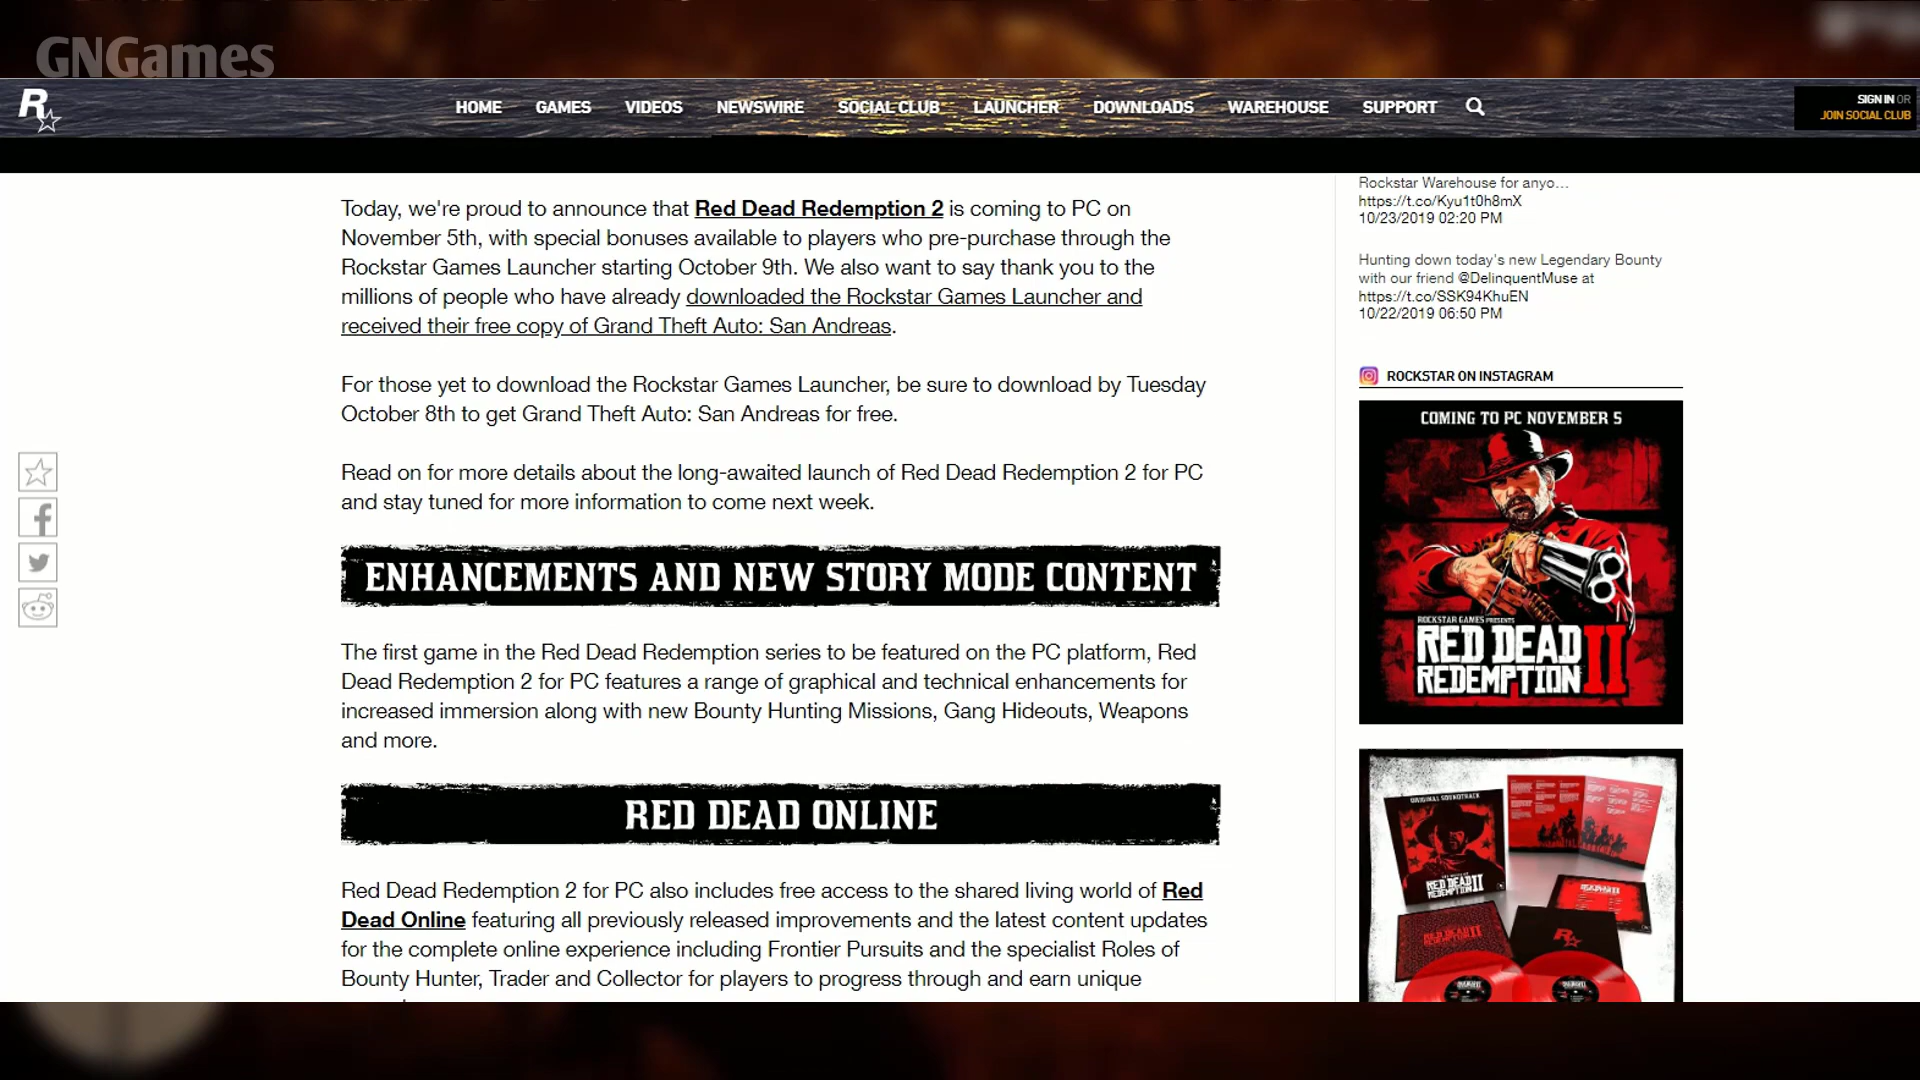 GNGames
R
HOME GAMES VIDEOS NEWSWIRE SOCIAL CLUB LAUNCHER DOWNLOADS WAREHOUSE SUPPORT
SIGN IN OR
JOIN SOCIAL CLUB
Today, we're proud to announce that Red Dead Redemption 2 is coming to PC on
November 5th, with special bonuses available to players who pre-purchase through the
Rockstar Games Launcher starting October 9th. We also want to say thank you to the
millions of people who have already downloaded the Rockstar Games Launcher and
received their free copy of Grand Theft Auto: San Andreas.
For those yet to download the Rockstar Games Launcher, be sure to download by Tuesday
October 8th to get Grand Theft Auto: San Andreas for free.
Read on for more details about the long-awaited launch of Red Dead Redemption 2 for PC
and stay tuned for more information to come next week.
ENHANCEMENTS AND NEW STORY MODE CONTENT
The first game in the Red Dead Redemption series to be featured on the PC platform, Red
Dead Redemption 2 for PC features a range of graphical and technical enhancements for
increased immersion along with new Bounty Hunting Missions, Gang Hideouts, Weapons
and more.
RED DEAD ONLINE
Red Dead Redemption 2 for PC also includes free access to the shared living world of Red
Dead Online featuring all previously released improvements and the latest content updates
for the complete online experience including Frontier Pursuits and the specialist Roles of
Bounty Hunter, Trader and Collector for players to progress through and earn unique
Rockstar Warehouse for anyo…
https://t.co/Kyu1t0h8mX
10/23/2019 02:20 PM
Hunting down today's new Legendary Bounty
with our friend @DelinquentMuse at
https://t.co/SSK94KhuEN
10/22/2019 06:50 PM
ROCKSTAR ON INSTAGRAM
COMING TO PC NOVEMBER 5
ROCKSTAR GAMES PRESENTS
RED DEAD
REDEMPTION II
ORIGINAL SOUNDTRACK
RED DEAD
REDEMPTION II